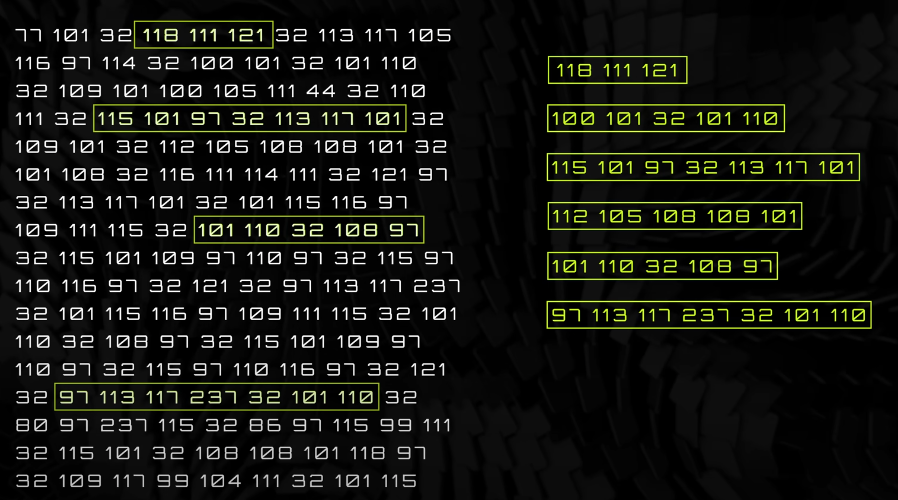 77 101 32 118 111 121 32 113 117 105
116 97 114 32 100 101 32 101 110
32 109 101 100 105 111 44 32 110
111 32 115 101 97 32 113 117 101 32
109 101 32 112 105 108 108 101 32
101 108 32 116 111 114 111 32 121 97
32 113 117 101 32 101 115 116 97
109 111 115 32 101 110 32 108 97
32 115 101 109 97 110 97 32 115 97
110 116 97 32 121 32 97 113 117 237
32 101 115 116 97 109 111 115 32 101
110 32 108 97 32 115 101 109 97
110 97 32 115 97 110 116 97 32 121
32 97 113 117 237 32 101 110 32
80 97 237 115 32 86 97 115 99 111
32 115 101 32 108 108 101 118 97
32 109 117 99 104 111 32 101 115
118 111 121
100 101 32 101 110
115 101 97 32 113 117 101
112 105 108 108 101
101 110 32 108 97
97 113 117 237 32 101 110